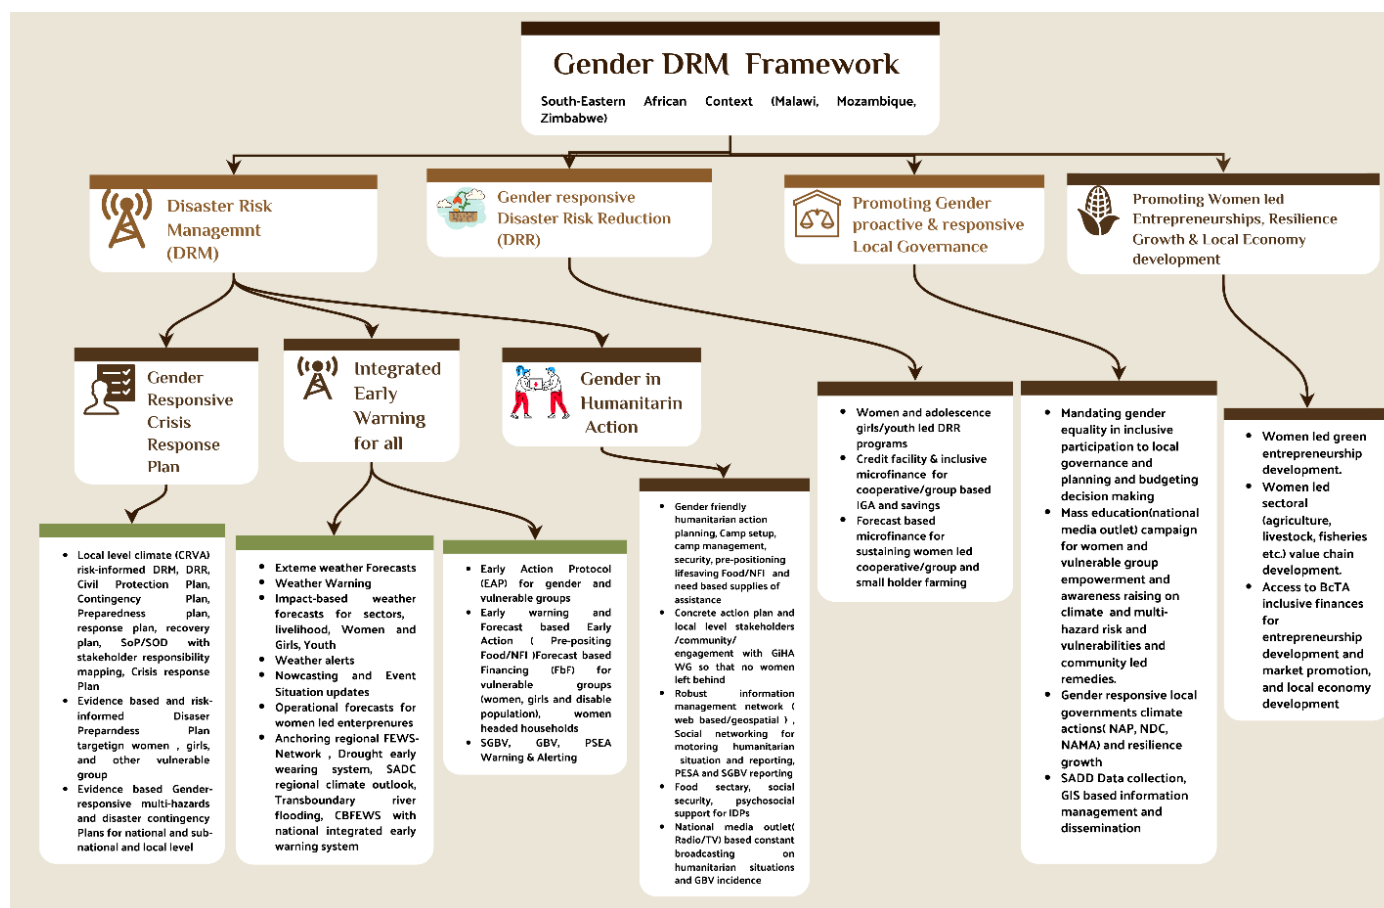 Gender DRM Framework
South-Eastern African Context (Malawi, Mozambique,
Zimbabwe)
Disaster Risk
Managemnt
(DRM)
Gender responsive
Disaster Risk Reduction
(DRR)
Promoting Gender
proactive & responsive
Local Governance
Promoting Women led
Entrepreneurships, Resilience
Growth & Local Economy
development
Gender
Responsive
Crisis
Response
Plan
Integrated
Early
Warning
for all
Gender in
Humanitarin
Action
• Local level climate (CRVA)
risk-informed DRM, DRR,
Civil Protection Plan,
Contingency Plan,
Preparedness plan,
response plan, recovery
plan, SoP/SOD with
stakeholder responsibility
mapping, Crisis response
Plan
• Evidence based and risk-
informed Disaser
Preparndess Plan
targetign women , girls,
and other vulnerable
group
• Evidence based Gender-
responsive multi-hazards
and disaster contingency
Plans for national and sub-
national and local level
• Exteme weather Forecasts
• Weather Warning
• Impact-based weather
forecasts for sectors,
livelihood, Women and
Girls, Youth
• Weather alerts
• Nowcasting and Event
Situation updates
• Operational forecasts for
women led enterprenures
• Anchoring regional FEWS-
Network , Drought early
wearing system, SADC
regional climate outlook,
Transboundary river
flooding, CBFEWS with
national integrated early
warning system
• Early Action Protocol
(EAP) for gender and
vulnerable groups
• Early warning and
Forecast based Early
Action ( Pre-positing
Food/NFI )Forecast based
Financing (FbF) for
vulnerable groups
(women, girls and disable
population), women
headed households
• SGBV, GBV, PSEA
Warning & Alerting
• Gender friendly
humanitarian action
planning, Camp setup,
camp management,
security, pre-positioning
lifesaving Food/NFI and
need based supplies of
assistance
• Concrete action plan and
local level stakeholders
/community/
engagement with GiHA
WG so that no women
left behind
• Robust information
management network (
web based/geospatial ) ,
Social networking for
motoring humanitarian
situation and reporting,
PESA and SGBV reporting
• Food sectary, social
security, psychosocial
support for IDPs
• National media outlet(
Radio/TV) based constant
broadcasting on
humanitarian situations
and GBV incidence
• Women and adolescence
girls/youth led DRR
programs
• Credit facility & inclusive
microfinance for
cooperative/group based
IGA and savings
• Forecast based
microfinance for
sustaining women led
cooperative/group and
small holder farming
• Mandating gender
equality in inclusive
participation to local
governance and
planning and budgeting
decision making
• Mass education(national
media outlet) campaign
for women and
vulnerable group
empowerment and
awareness raising on
climate and multi-
hazard risk and
vulnerabilities and
community led
remedies.
• Gender responsive local
governments climate
actions( NAP, NDC,
NAMA) and resilience
growth
• SADD Data collection,
GIS based information
management and
dissemination
• Women led green
entrepreneurship
development.
• Women led
sectoral
(agriculture,
livestock, fisheries
etc.) value chain
development.
• Access to BcTA
inclusive finances
for
entrepreneurship
development and
market promotion,
and local economy
development